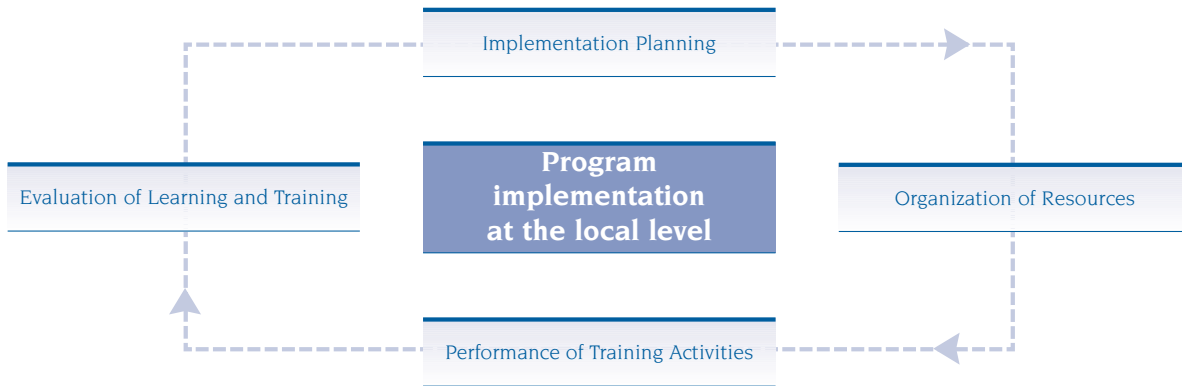 Implementation Planning
Program
implementation
at the local level
Evaluation of Learning and Training
Organization of Resources
Performance of Training Activities